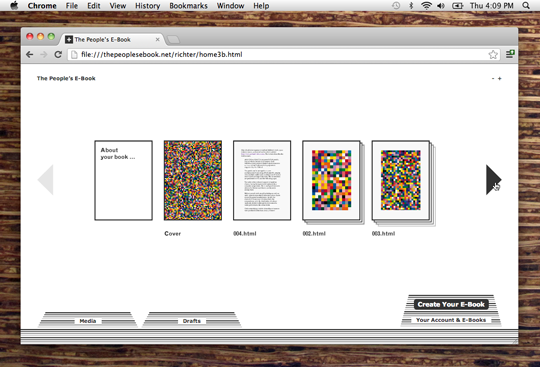 Chrome File Edit View History Bookmarks Window Help Thu 4:09 PM
The People's E-Book
file:///thepeoplesebook.net/richter/home3b.html
The People's E-Book - +
About
your book ...
Cover 004.html 002.html 003.html
Create Your E-Book
Media Drafts Your Account & E-Books